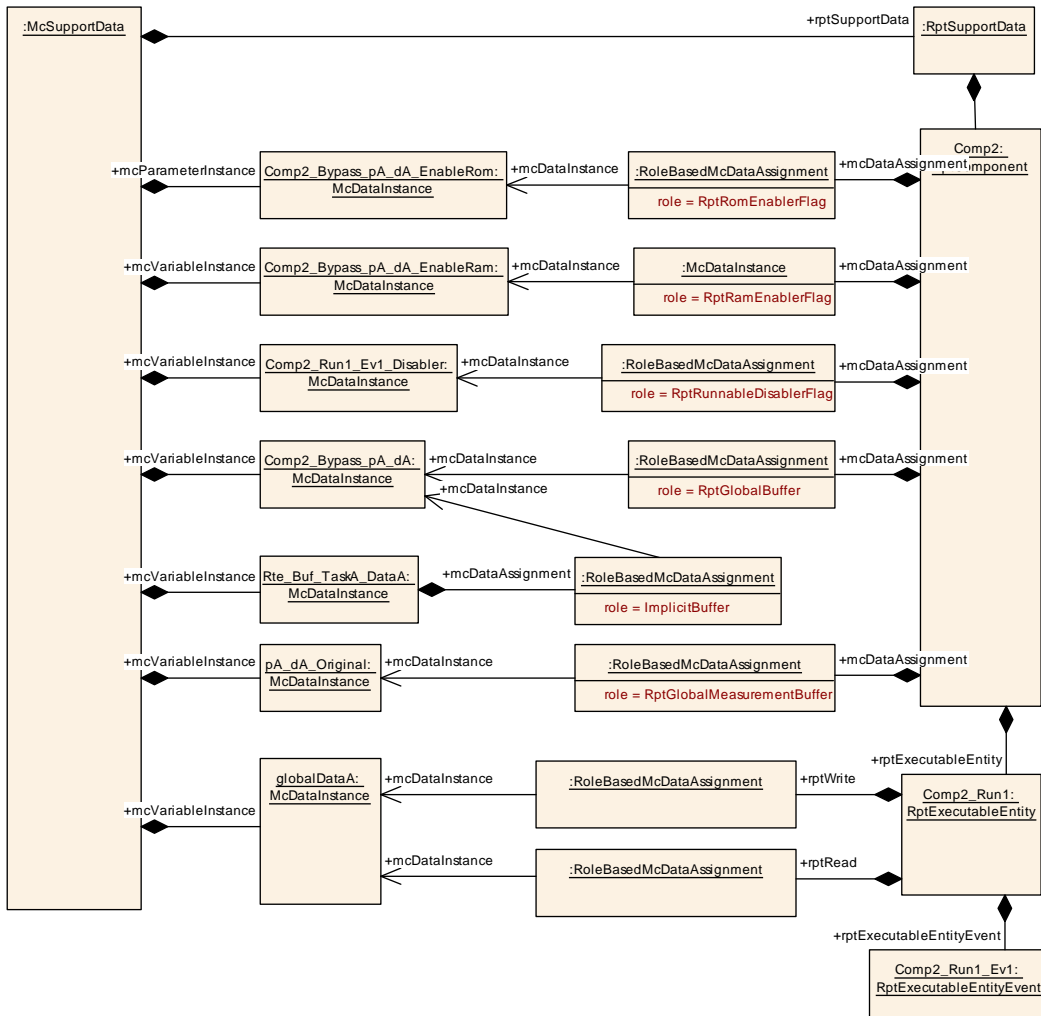 :McSupportData
+rptSupportData
:RptSupportData
+mcParameterInstance
Comp2_Bypass_pA_dA_EnableRom:
McDataInstance
+mcDataInstance
:RoleBasedMcDataAssignment
role = RptRomEnablerFlag
+mcDataAssignment
Comp2:
+mcVariableInstance
Comp2_Bypass_pA_dA_EnableRam:
McDataInstance
+mcDataInstance
:McDataInstance
role = RptRamEnablerFlag
+mcDataAssignment
+mcVariableInstance
Comp2_Run1_Ev1_Disabler:
McDataInstance
+mcDataInstance
:RoleBasedMcDataAssignment
role = RptRunnableDisablerFlag
+mcDataAssignment
+mcVariableInstance
Comp2_Bypass_pA_dA:
McDataInstance
+mcDataInstance
+mcDataInstance
:RoleBasedMcDataAssignment
role = RptGlobalBuffer
+mcDataAssignment
+mcVariableInstance
Rte_Buf_TaskA_DataA:
McDataInstance
+mcDataAssignment
:RoleBasedMcDataAssignment
role = ImplicitBuffer
+mcVariableInstance
pA_dA_Original:
McDataInstance
+mcDataInstance
:RoleBasedMcDataAssignment
role = RptGlobalMeasurementBuffer
+mcDataAssignment
+rptExecutableEntity
+mcVariableInstance
globalDataA:
McDataInstance
+mcDataInstance
:RoleBasedMcDataAssignment
+rptWrite
Comp2_Run1:
RptExecutableEntity
+mcDataInstance
:RoleBasedMcDataAssignment
+rptRead
+rptExecutableEntityEvent
Comp2_Run1_Ev1:
RptExecutableEntityEvent